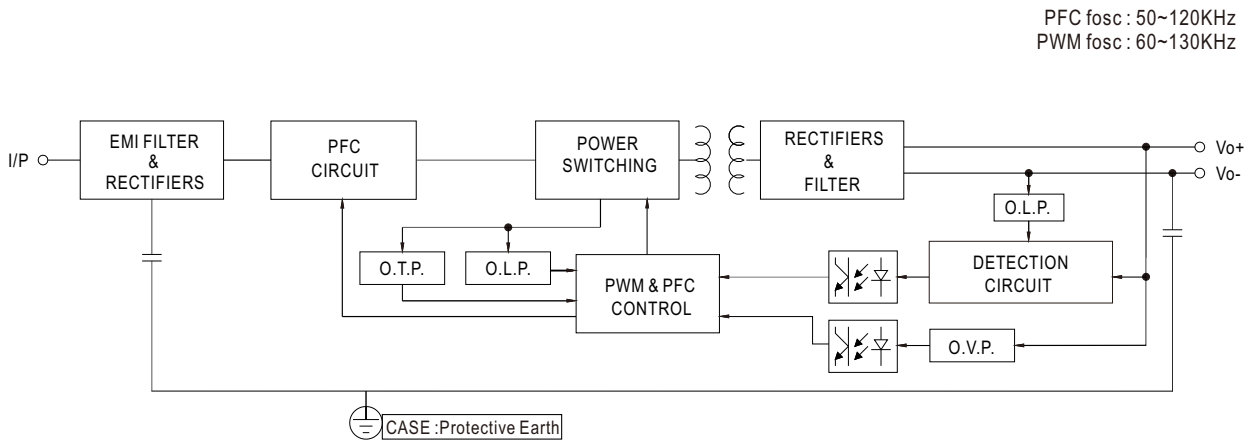 PFC fosc : 50~120KHz
PWM fosc : 60~130KHz
I/P
EMI FILTER
&
RECTIFIERS
PFC
CIRCUIT
POWER
SWITCHING
RECTIFIERS
&
FILTER
Vo+
Vo-
O.L.P.
O.T.P.
O.L.P.
PWM & PFC
CONTROL
DETECTION
CIRCUIT
O.V.P.
CASE :Protective Earth